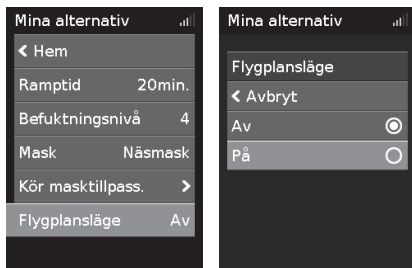 Mina alternativ
< Hem
Ramptid 20min.
Befuktningsnivå 4
Mask Näsmask
Kör masktillpass. >
Flygplansläge Av
Mina alternativ
Flygplansläge
< Avbryt
Av
På